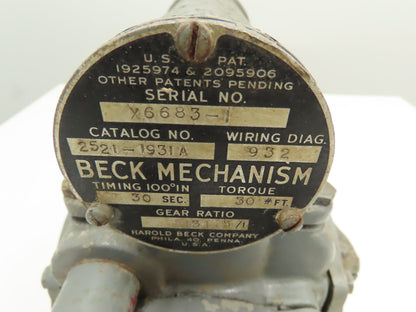 U.S. PAT.
1925974 & 2095906
OTHER PATENTS PENDING
SERIAL NO.
X6683-1
CATALOG NO. WIRING DIAG.
2521-1931A 932
BECK MECHANISM
TIMING 100° IN TORQUE
30 SEC. 30 # FT.
GEAR RATIO
HAROLD BECK COMPANY
PHILA. 40, PENNA.
U.S.A.